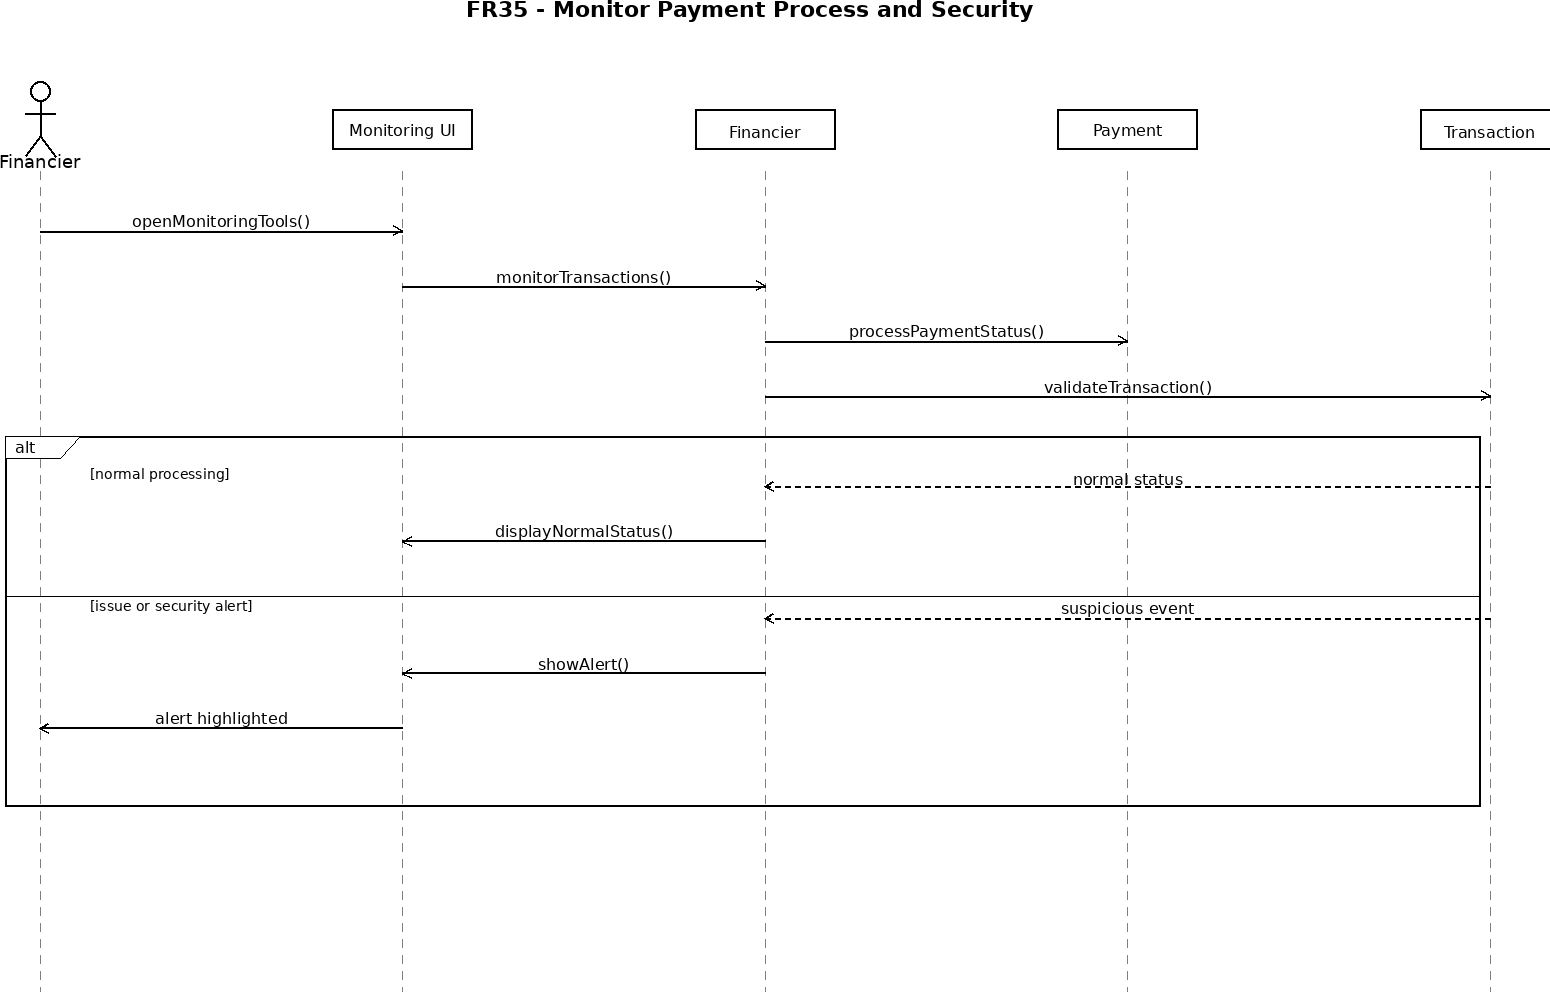 FR35 - Monitor Payment Process and Security
Financier
Monitoring UI
Financier
Payment
Transaction
openMonitoringTools()
monitorTransactions()
processPaymentStatus()
validateTransaction()
alt
[normal processing]
normal status
displayNormalStatus()
[issue or security alert]
suspicious event
showAlert()
alert highlighted